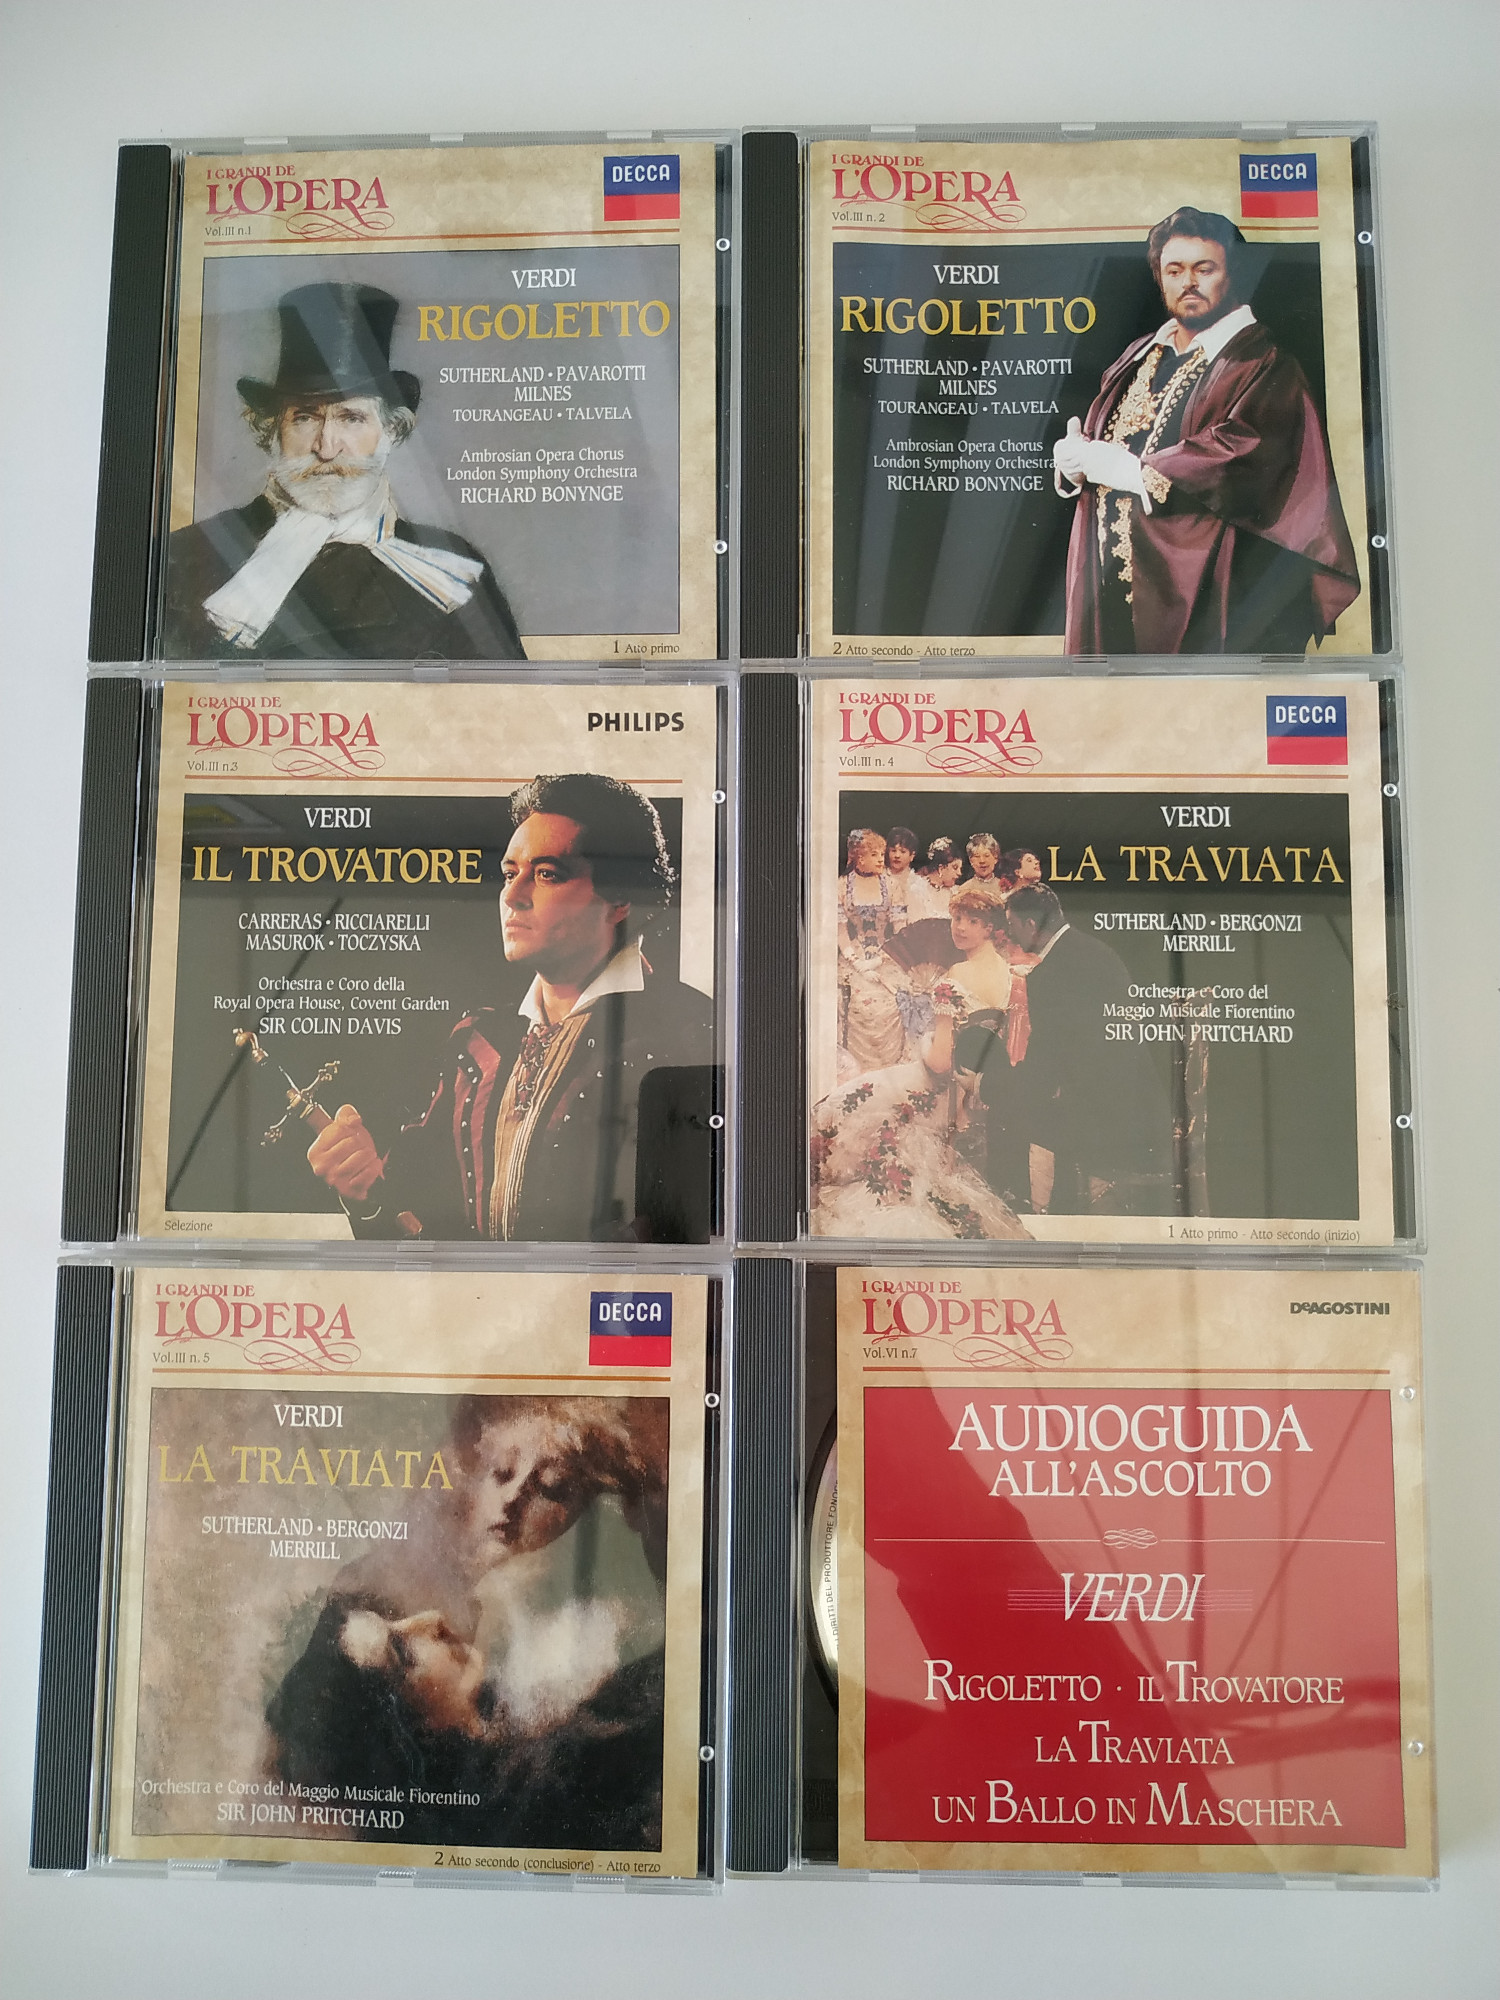 I GRANDI DE
L'OPERA
Vol.III n.1
DECCA
VERDI
RIGOLETTO
SUTHERLAND • PAVAROTTI
MILNES
TOURANGEAU • TALVELA
Ambrosian Opera Chorus
London Symphony Orchestra
RICHARD BONYNGE
1 Atto primo
I GRANDI DE
L'OPERA
Vol.III n. 2
DECCA
VERDI
RIGOLETTO
SUTHERLAND • PAVAROTTI
MILNES
TOURANGEAU • TALVELA
Ambrosian Opera Chorus
London Symphony Orchestra
RICHARD BONYNGE
2 Atto secondo - Atto terzo
I GRANDI DE
L'OPERA
Vol.III n.3
PHILIPS
VERDI
IL TROVATORE
CARRERAS • RICCIARELLI
MASUROK • TOCZYSKA
Orchestra e Coro della
Royal Opera House, Covent Garden
SIR COLIN DAVIS
Selezione
I GRANDI DE
L'OPERA
Vol.III n. 4
DECCA
VERDI
LA TRAVIATA
SUTHERLAND • BERGONZI
MERRILL
Orchestra e Coro del
Maggio Musicale Fiorentino
SIR JOHN PRITCHARD
1 Atto primo - Atto secondo (inizio)
I GRANDI DE
L'OPERA
Vol.III n. 5
DECCA
VERDI
LA TRAVIATA
SUTHERLAND • BERGONZI
MERRILL
Orchestra e Coro del Maggio Musicale Fiorentino
SIR JOHN PRITCHARD
2 Atto secondo (conclusione) - Atto terzo
I GRANDI DE
L'OPERA
Vol.VI n.7
DeAGOSTINI
AUDIOGUIDA
ALL'ASCOLTO
VERDI
RIGOLETTO · IL TROVATORE
LA TRAVIATA
UN BALLO IN MASCHERA
DIRITTI DEL PRODUTTORE